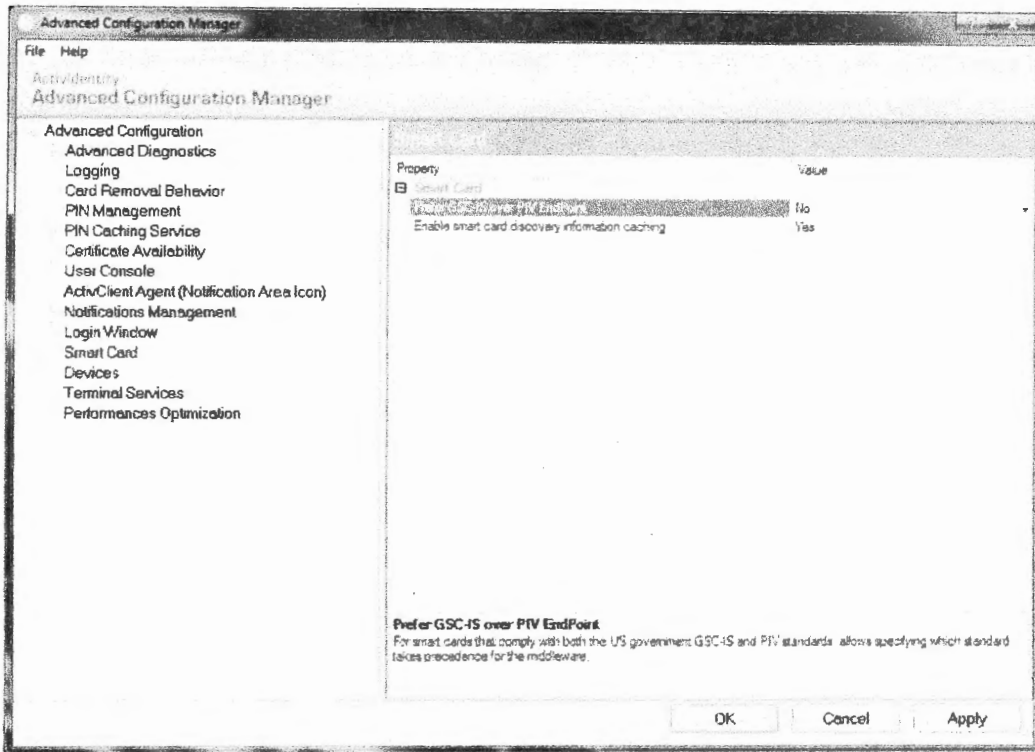 Advanced Configuration Manager
File Help
ActivIdentity
Advanced Configuration Manager
Advanced Configuration
Advanced Diagnostics
Logging
Card Removal Behavior
PIN Management
PIN Caching Service
Certificate Availability
User Console
ActivClient Agent (Notification Area Icon)
Notifications Management
Login Window
Smart Card
Devices
Terminal Services
Performances Optimization
Smart Card
Property Value
Smart Card
Prefer GSC-IS over PIV EndPoint No
Enable smart card discovery information caching Yes
Prefer GSC-IS over PIV EndPoint
For smart cards that comply with both the US government GSC-IS and PIV standards, allows specifying which standard
takes precedence for the middleware.
OK Cancel Apply